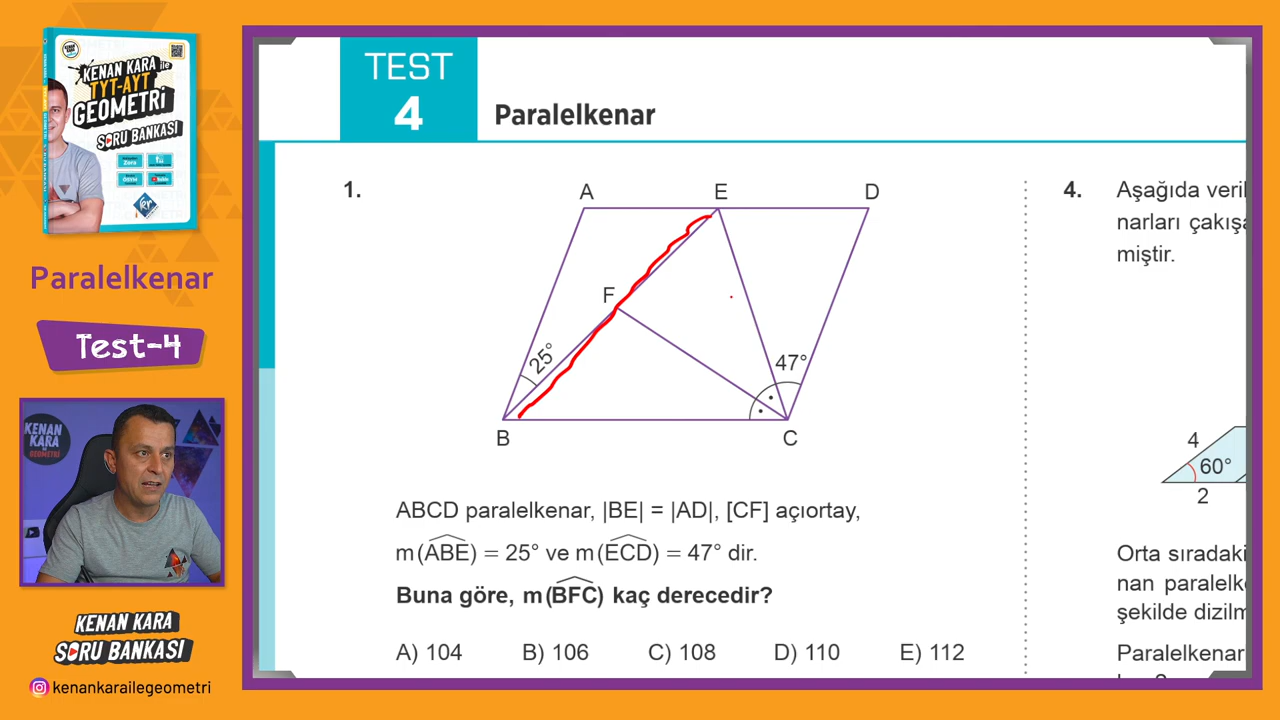 KENAN KARA ile
TYT-AYT
GEOMETRİ
SORU BANKASI
Paralelkenar
Test-4
KENAN
KARA
GEOMETRİ
KENAN KARA
SORU BANKASI
kenankarailegeometri
TEST
4
Paralelkenar
1.
A
E
D
F
25°
47°
B
C
ABCD paralelkenar, |BE| = |AD|, [CF] açıortay,
m(ABE) = 25° ve m(ECD) = 47° dir.
Buna göre, m(BFC) kaç derecedir?
A) 104 B) 106 C) 108 D) 110 E) 112
4.
Aşağıda veril
narları çakışa
miştir.
4
60°
2
Orta sıradaki
nan paralelk
şekilde dizilm
Paralelkenar